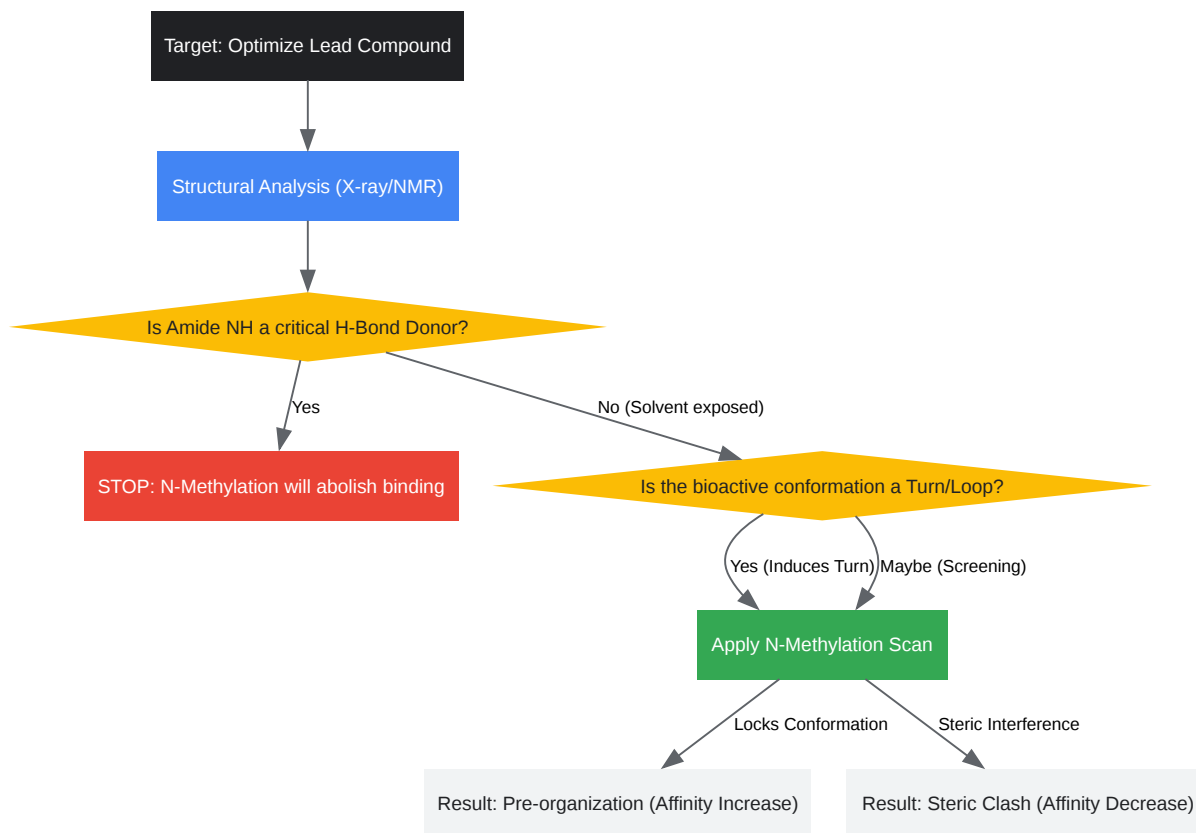 Target: Optimize Lead Compound
Structural Analysis (X-ray/NMR)
Is Amide NH a critical H-Bond Donor?
Yes
No (Solvent exposed)
STOP: N-Methylation will abolish binding
Is the bioactive conformation a Turn/Loop?
Yes (Induces Turn)
Maybe (Screening)
Apply N-Methylation Scan
Locks Conformation
Steric Interference
Result: Pre-organization (Affinity Increase)
Result: Steric Clash (Affinity Decrease)